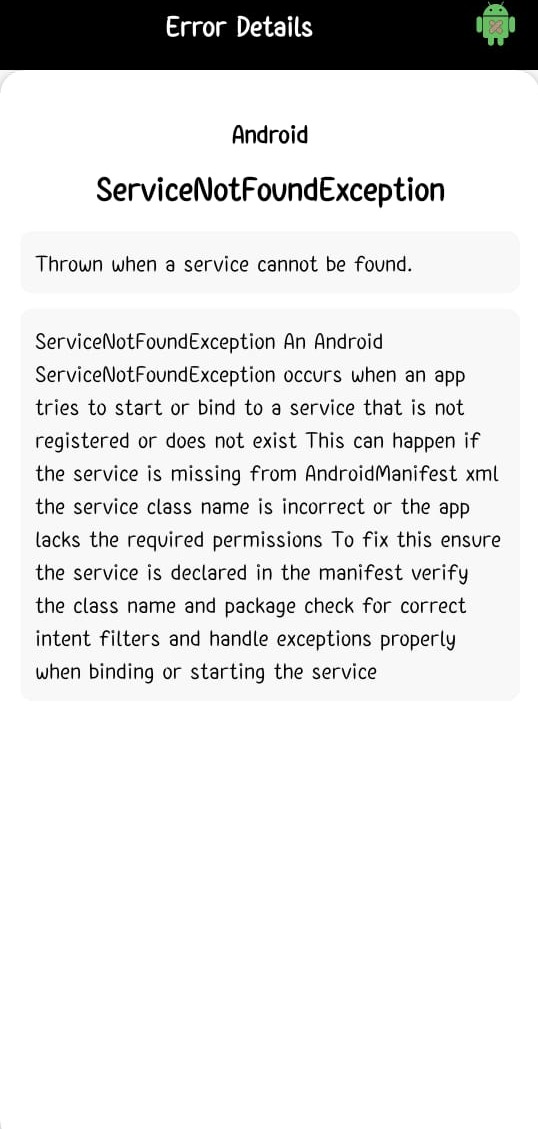 Error Details
Android
ServiceNotFoundException
Thrown when a service cannot be found.
ServiceNotFoundException An Android
ServiceNotFoundException occurs when an app
tries to start or bind to a service that is not
registered or does not exist This can happen if
the service is missing from AndroidManifest xml
the service class name is incorrect or the app
lacks the required permissions To fix this ensure
the service is declared in the manifest verify
the class name and package check for correct
intent filters and handle exceptions properly
when binding or starting the service